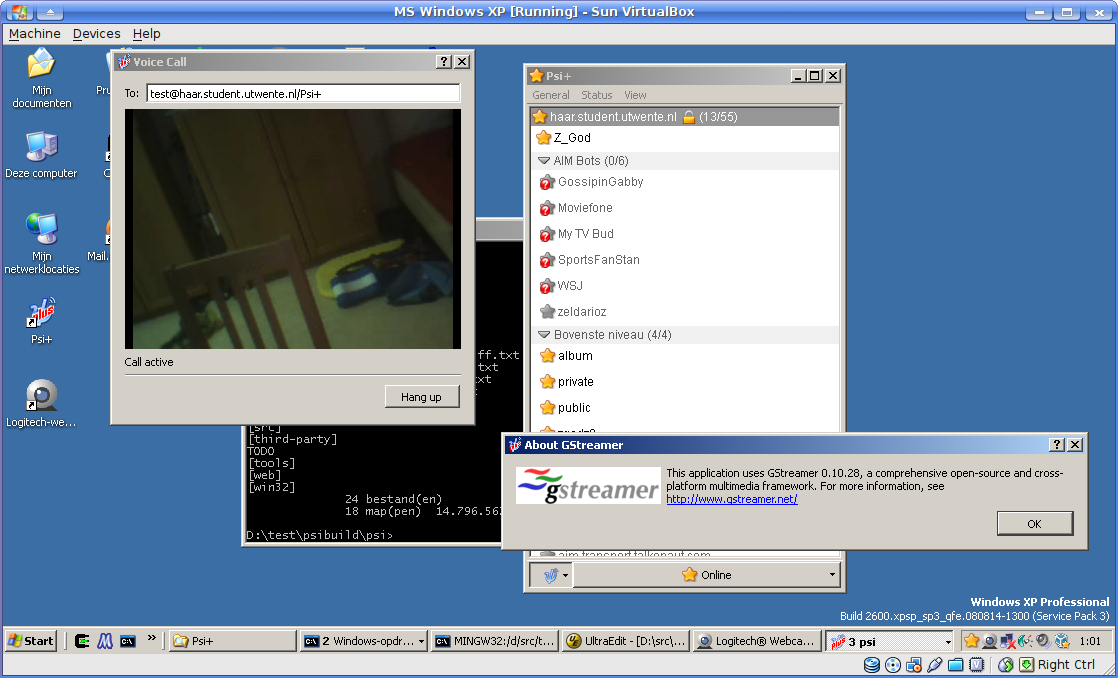 MS Windows XP [Running] - Sun VirtualBox
Machine Devices Help
Mijn
documenten
Deze computer
Mijn
netwerklocaties
Mail.
Psi+
Logitech-we...
Voice Call
To: test@haar.student.utwente.nl/Psi+
Call active
Hang up
ff.txt
txt
xt
[src]
[third-party]
TODO
[tools]
[web]
[win32]
24 bestand(en)
18 map(pen) 14.796.562
D:\test\psibuild\psi>
Psi+
General Status View
haar.student.utwente.nl (13/55)
Z_God
AIM Bots (0/6)
GossipinGabby
Moviefone
My TV Bud
SportsFanStan
WSJ
zeldarioz
Bovenste niveau (4/4)
album
private
public
aim.transport.talkonaut.com
Online
About GStreamer
gstreamer
This application uses GStreamer 0.10.28, a comprehensive open-source and cross-
platform multimedia framework. For more information, see
http://www.gstreamer.net/
OK
Windows XP Professional
Build 2600.xpsp_sp3_gfe.080814-1300 (Service Pack 3)
Start
Psi+
2 Windows-opdr...
MINGW32:/d/src/t...
UltraEdit - [D:\src\...
Logitech® Webca...
3 psi
1:01
Right Ctrl